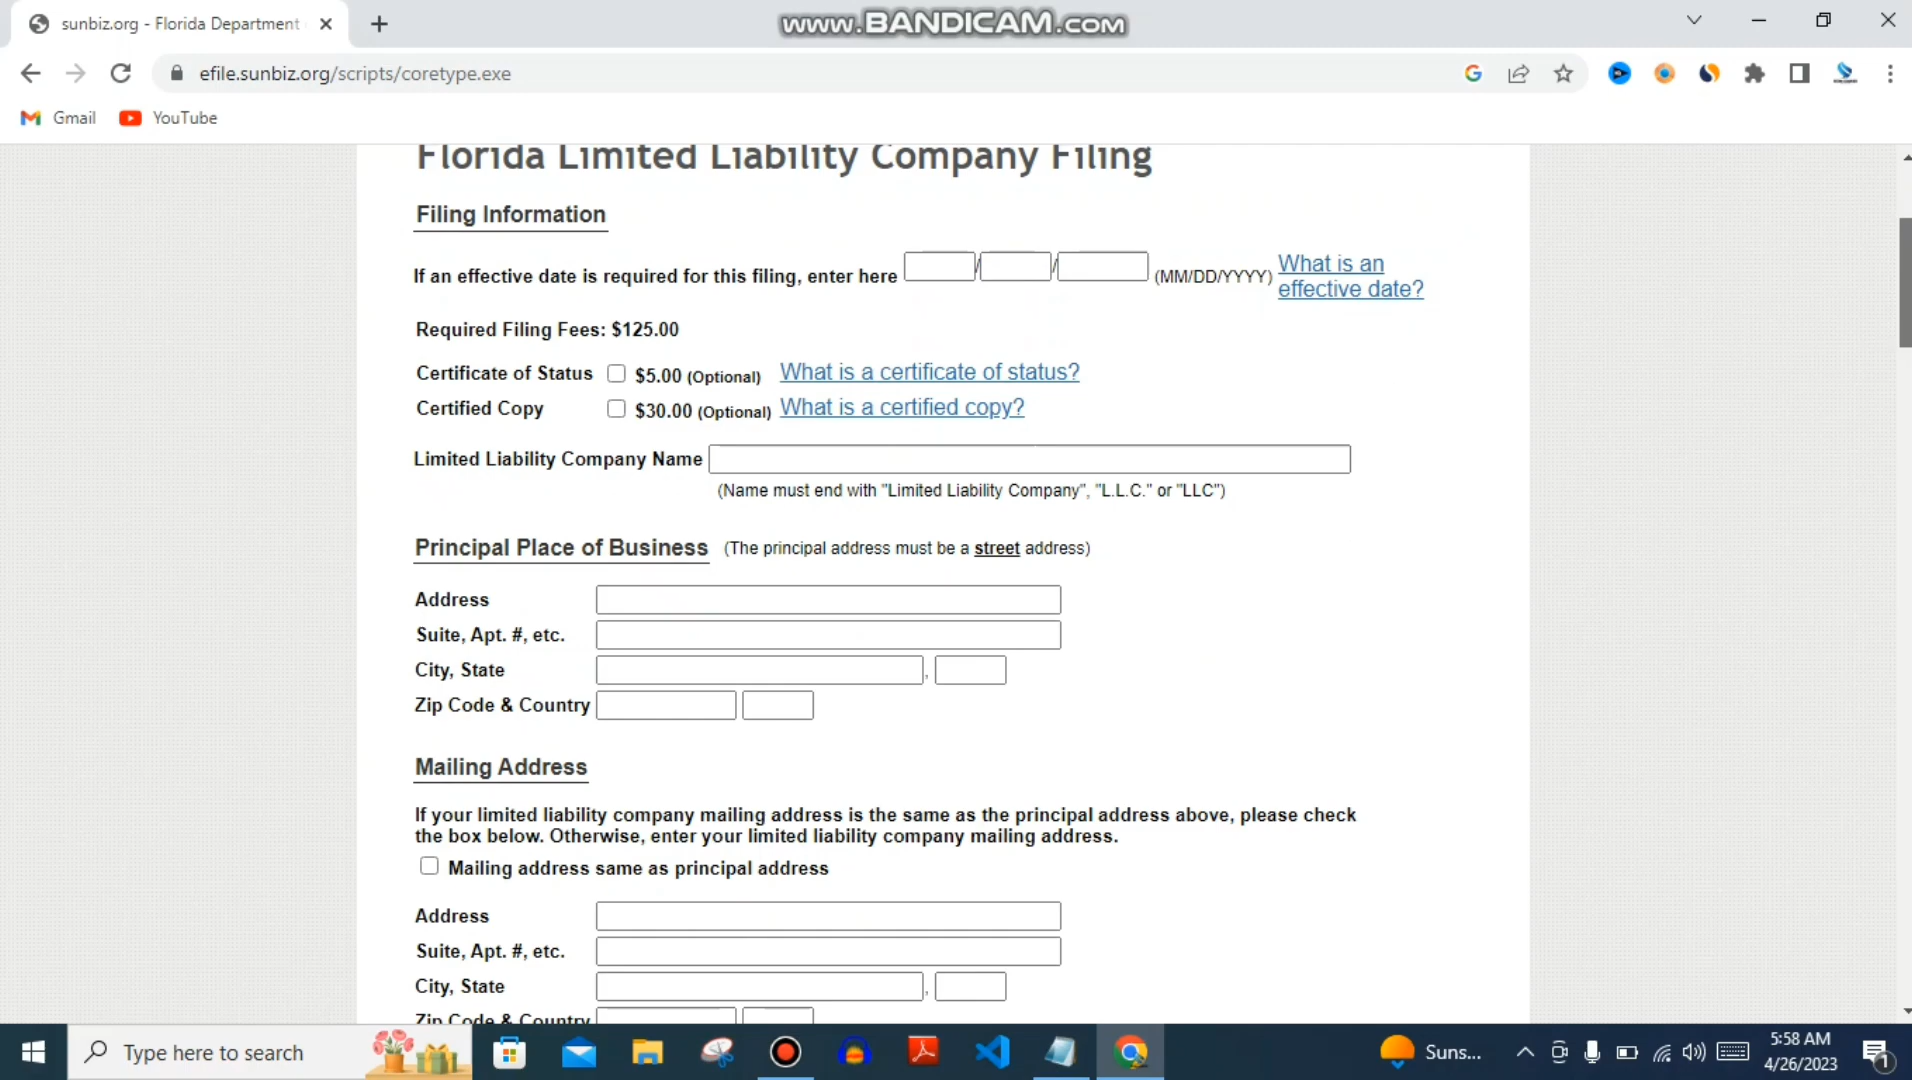 sunbiz.org - Florida Department
www.BANDICAM.com
efile.sunbiz.org/scripts/coretype.exe
Gmail
YouTube
Florida Limited Liability Company Filing
Filing Information
If an effective date is required for this filing, enter here / / (MM/DD/YYYY) What is an
effective date?
Required Filing Fees: $125.00
Certificate of Status $5.00 (Optional) What is a certificate of status?
Certified Copy $30.00 (Optional) What is a certified copy?
Limited Liability Company Name
(Name must end with "Limited Liability Company", "L.L.C." or "LLC")
Principal Place of Business (The principal address must be a street address)
Address
Suite, Apt. #, etc.
City, State ,
Zip Code & Country
Mailing Address
If your limited liability company mailing address is the same as the principal address above, please check
the box below. Otherwise, enter your limited liability company mailing address.
Mailing address same as principal address
Address
Suite, Apt. #, etc.
City, State ,
Zip Code & Country
Type here to search
Suns...
5:58 AM
4/26/2023
1